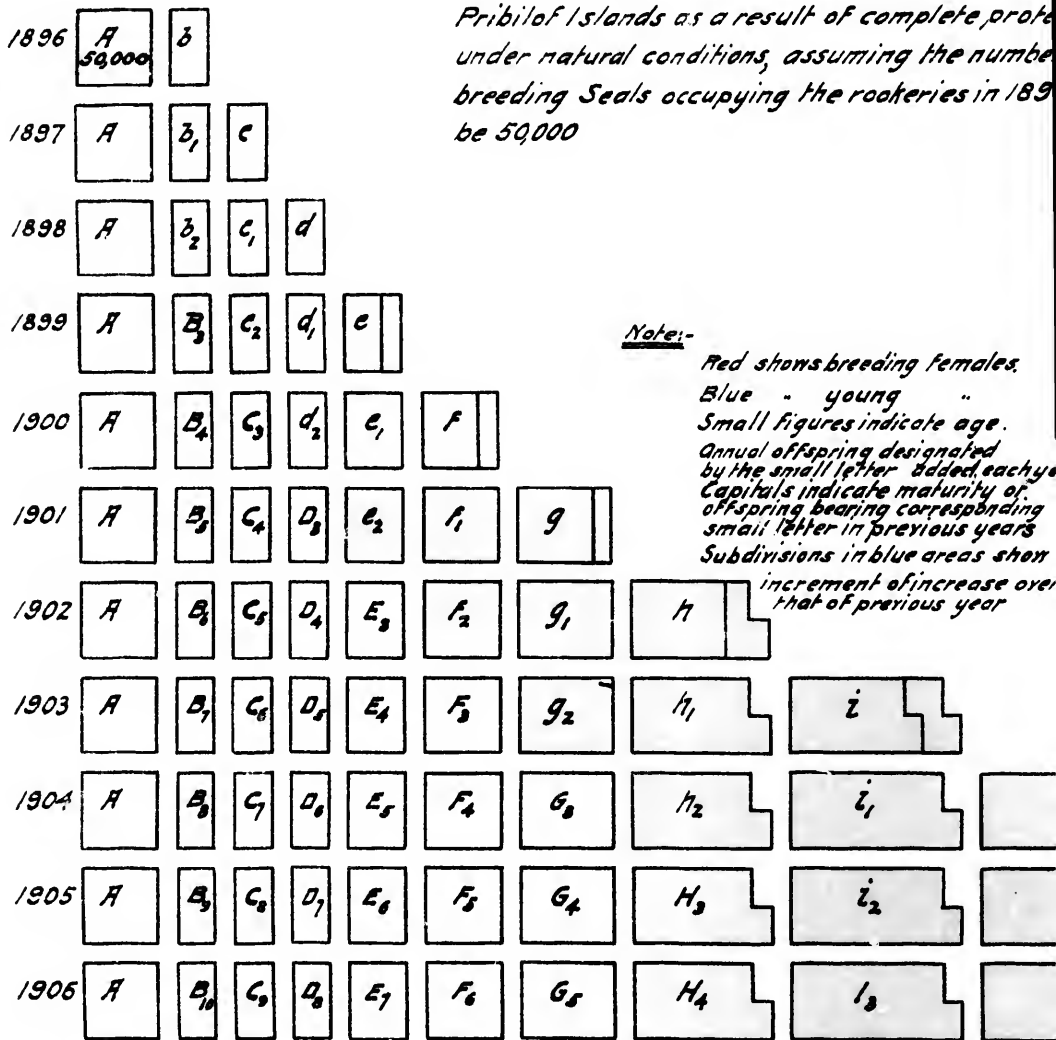 Pribilof Islands as a result of complete prote
under natural conditions, assuming the numbe
breeding Seals occupying the rookeries in 189
be 50,000
1896 A 50,000 b
1897 A b₁ c
1898 A b₂ c₁ d
1899 A B₃ c₂ d₁ e
Note:-
Red shows breeding females.
Blue " young "
Small figures indicate age.
Annual offspring designated
by the small letter added each ye
Capitals indicate maturity of
offspring bearing corresponding
small letter in previous years
Subdivisions in blue areas show
increment of increase over
that of previous year
1900 A B₄ C₃ d₂ e₁ f
1901 A B₅ C₄ D₃ e₂ f₁ g
1902 A B₆ C₅ D₄ E₃ f₂ g₁ h
1903 A B₇ C₆ D₅ E₄ F₃ g₂ h₁ i
1904 A B₈ C₇ D₆ E₅ F₄ G₃ h₂ i₁
1905 A B₉ C₈ D₇ E₆ F₅ G₄ H₃ i₂
1906 A B₁₀ C₉ D₈ E₇ F₆ G₅ H₄ I₃